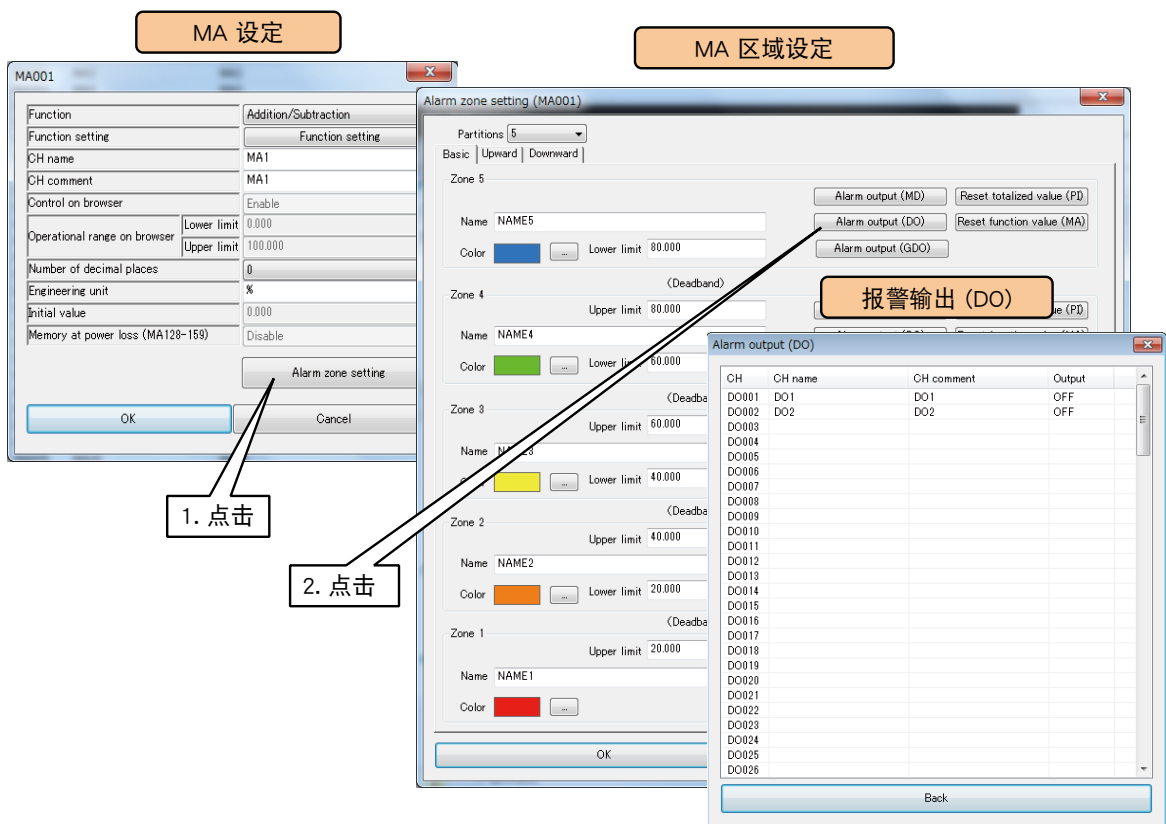 MA 设定
MA 区域设定
MA001
Function
Addition/Subtraction
Function setting
Function setting
CH name
MA1
CH comment
MA1
Control on browser
Enable
Operational range on browser
Lower limit
0.000
Upper limit
100.000
Number of decimal places
0
Engineering unit
%
Initial value
0.000
Memory at power loss (MA128-159)
Disable
Alarm zone setting
OK
Cancel
1. 点击
Alarm zone setting (MA001)
Partitions
5
Basic
Upward
Downward
Zone 5
Alarm output (MD)
Reset totalized value (PI)
Name
NAME5
Alarm output (DO)
Reset function value (MA)
Color
...
Lower limit
80.000
Alarm output (GDO)
(Deadband)
Zone 4
Upper limit
80.000
Name
NAME4
Color
...
Lower limit
60.000
Zone 3
Upper limit
60.000
Name
Color
...
Lower limit
40.000
Zone 2
Upper limit
40.000
Name
NAME2
Color
...
Lower limit
20.000
Zone 1
Upper limit
20.000
Name
NAME1
Color
...
OK
2. 点击
报警输出 (DO)
Alarm output (DO)
CH CH name CH comment Output
DO001 DO1 DO1 OFF
DO002 DO2 DO2 OFF
DO003
DO004
DO005
DO006
DO007
DO008
DO009
DO010
DO011
DO012
DO013
DO014
DO015
DO016
DO017
DO018
DO019
DO020
DO021
DO022
DO023
DO024
DO025
DO026
Back